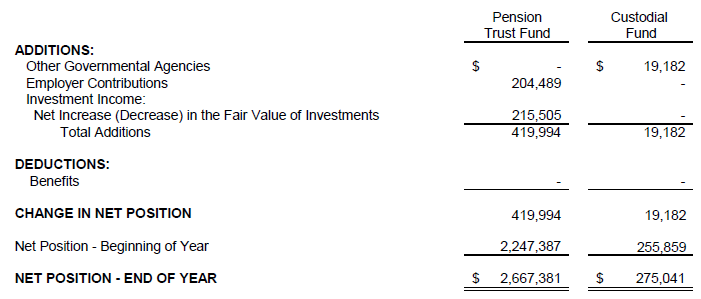 Pension Custodial
Trust Fund Fund
ADDITIONS:
Other Governmental Agencies $ - $ 19,182
Employer Contributions 204,489 -
Investment Income:
Net Increase (Decrease) in the Fair Value of Investments 215,505 -
Total Additions 419,994 19,182
DEDUCTIONS:
Benefits - -
CHANGE IN NET POSITION 419,994 19,182
Net Position - Beginning of Year 2,247,387 255,859
NET POSITION - END OF YEAR $ 2,667,381 $ 275,041